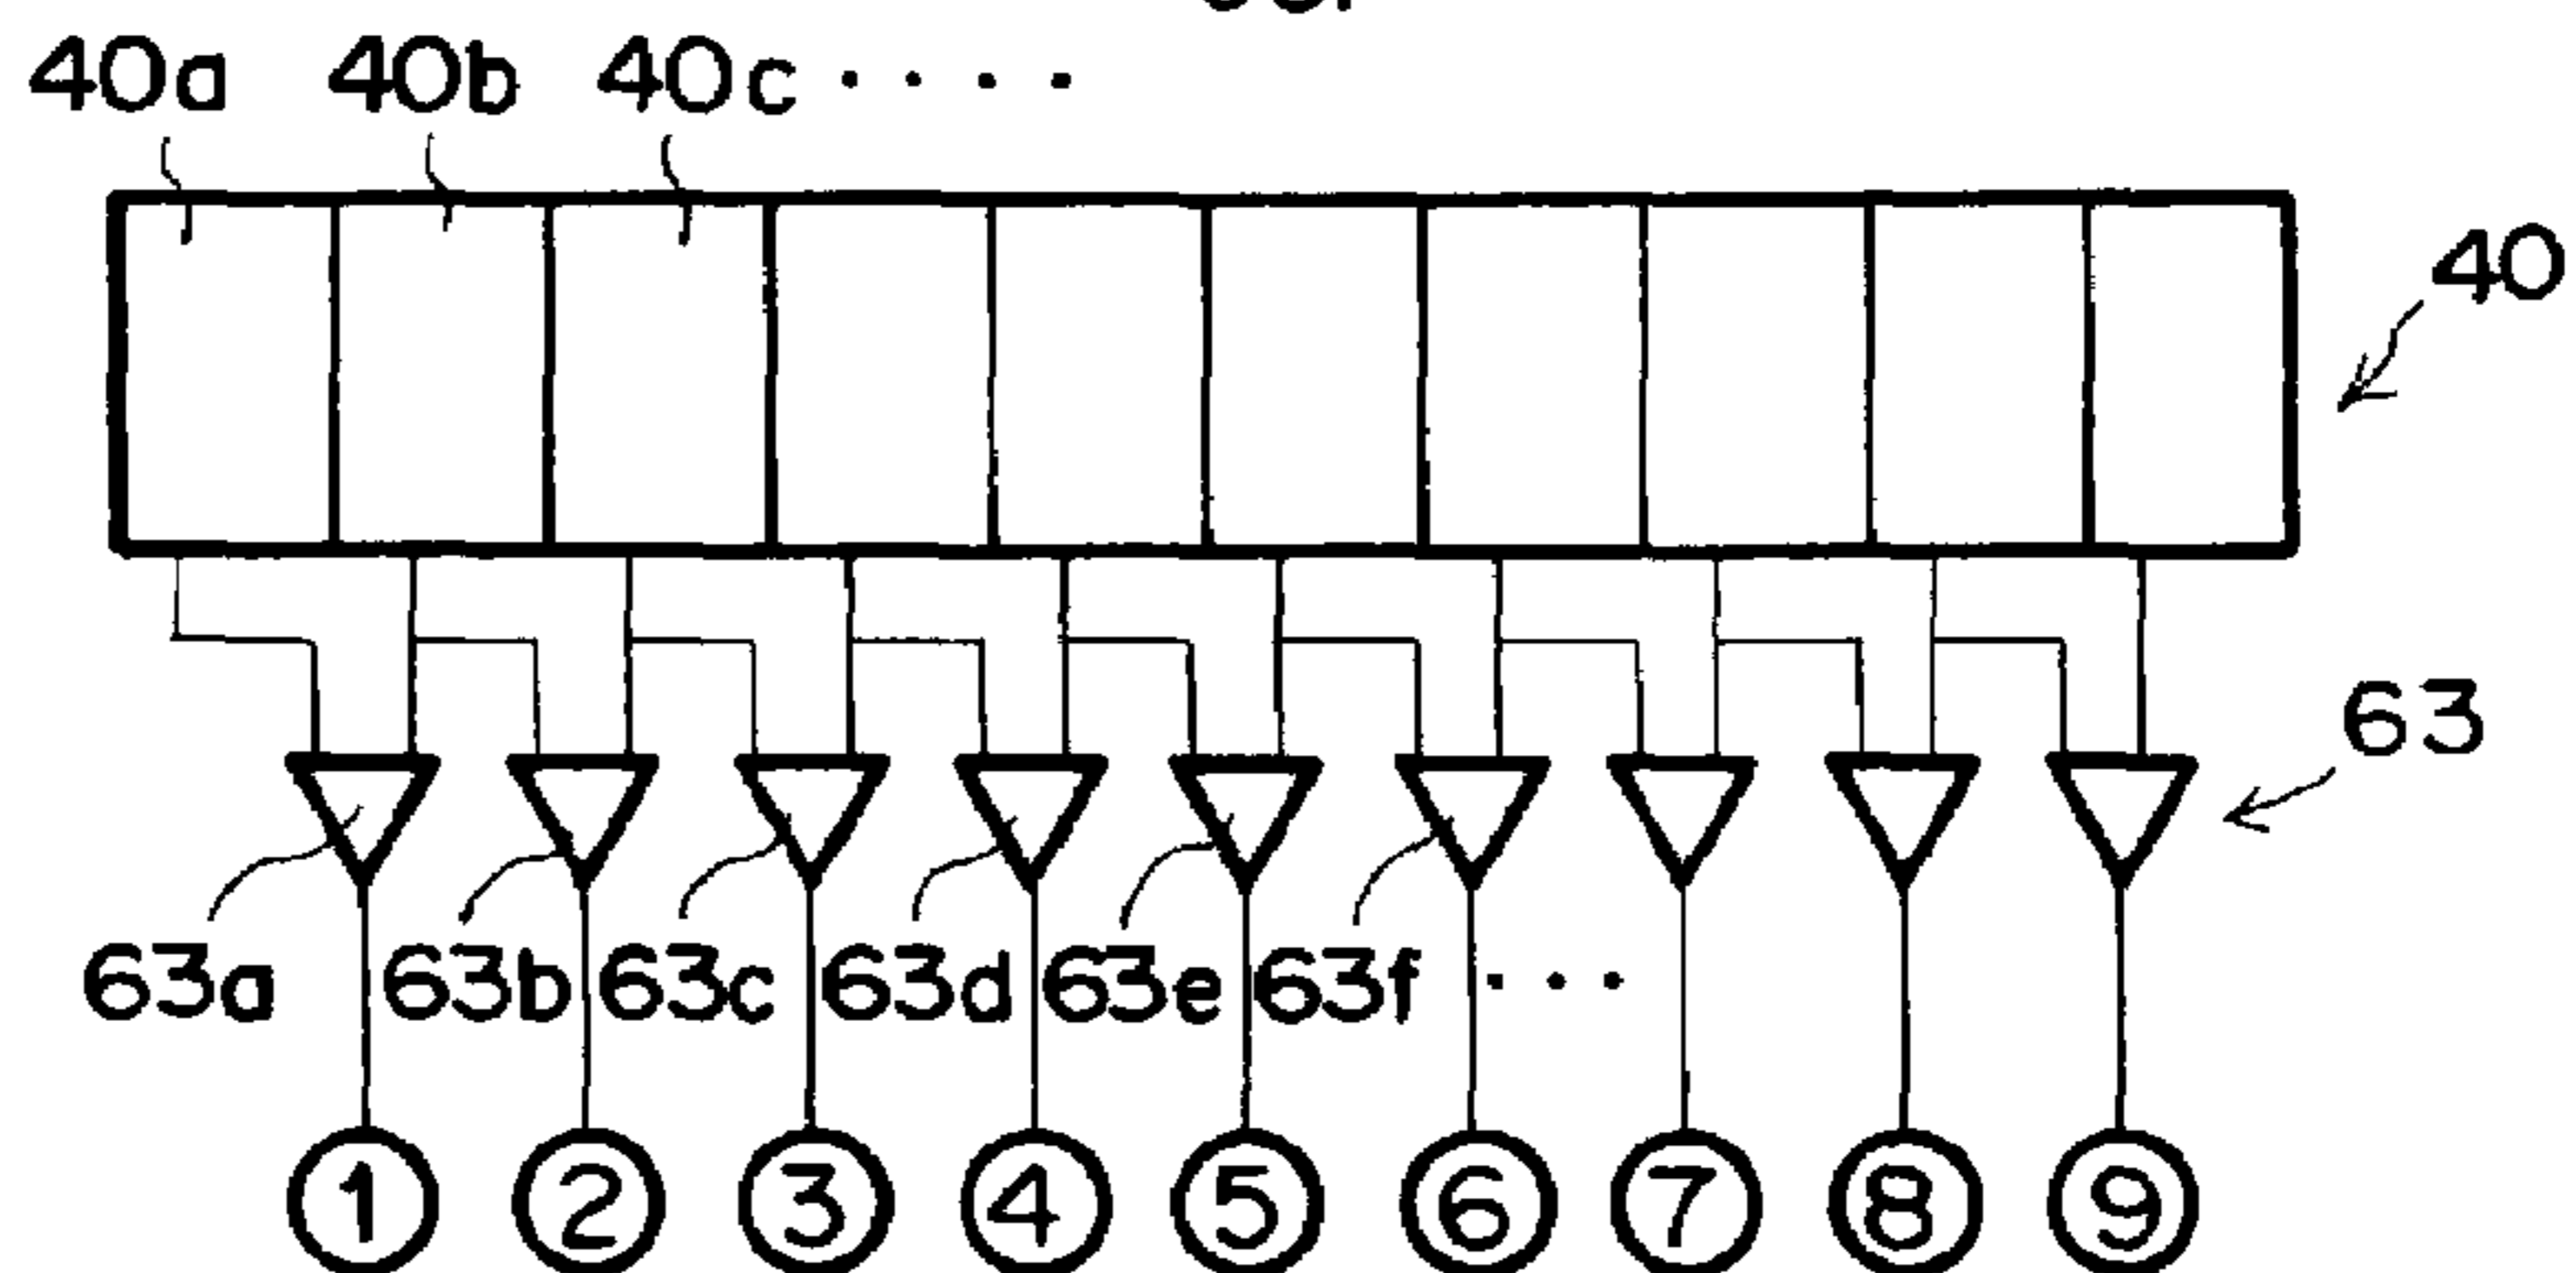 40a 40b 40c ····
40
63
63a 63b 63c 63d 63e 63f ···
① ② ③ ④ ⑤ ⑥ ⑦ ⑧ ⑨